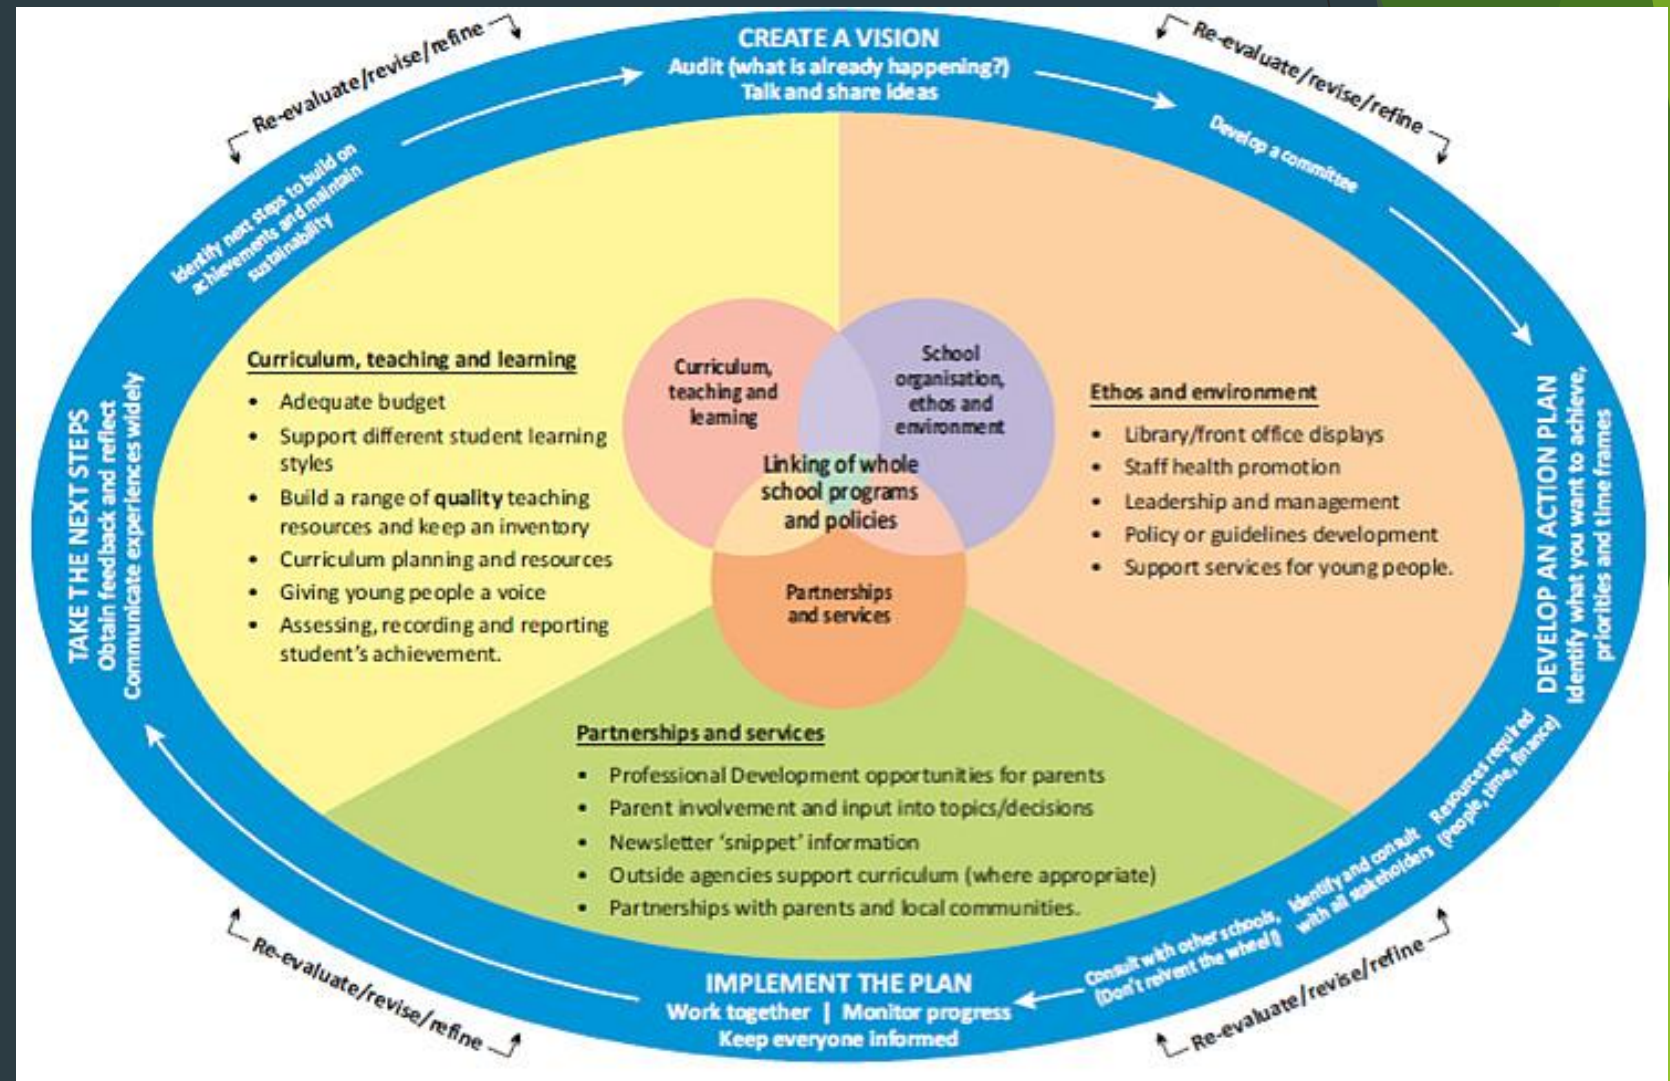 Re-evaluate/revise/refine
CREATE A VISION
Audit (what is already happening?)
Talk and share ideas
Re-evaluate/revise/refine
Develop a committee
DEVELOP AN ACTION PLAN
Identify what you want to achieve,
priorities and time frames
Resources required
(People, time, finance)
Identify and consult
with all stakeholders
Consult with other schools,
(Don't reivent the wheel!)
Re-evaluate/revise/refine
IMPLEMENT THE PLAN
Work together | Monitor progress
Keep everyone informed
Re-evaluate/revise/refine
TAKE THE NEXT STEPS
Obtain feedback and reflect
Communicate experiences widely
Identify next steps to build on
achievements and maintain
sustainability
Curriculum, teaching and learning
• Adequate budget
• Support different student learning
styles
• Build a range of quality teaching
resources and keep an inventory
• Curriculum planning and resources
• Giving young people a voice
• Assessing, recording and reporting
student's achievement.
Curriculum,
teaching and
learning
School
organisation,
ethos and
environment
Linking of whole
school programs
and policies
Partnerships
and services
Ethos and environment
• Library/front office displays
• Staff health promotion
• Leadership and management
• Policy or guidelines development
• Support services for young people.
Partnerships and services
• Professional Development opportunities for parents
• Parent involvement and input into topics/decisions
• Newsletter 'snippet' information
• Outside agencies support curriculum (where appropriate)
• Partnerships with parents and local communities.